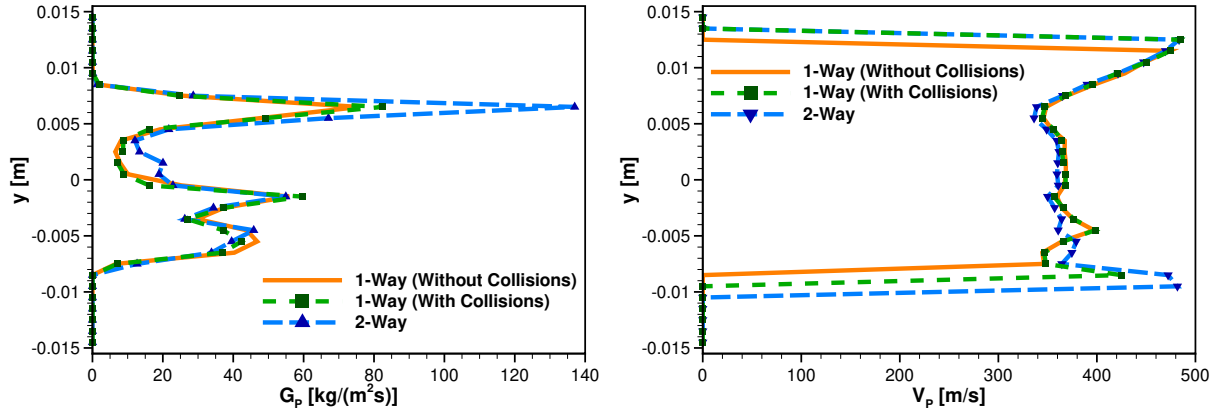 0.015
0.01
0.005
0
-0.005
-0.01
-0.015
y [m]
0 20 40 60 80 100 120 140
G_P [kg/(m²s)]
1-Way (Without Collisions)
1-Way (With Collisions)
2-Way
0.015
0.01
0.005
0
-0.005
-0.01
-0.015
y [m]
0 100 200 300 400 500
V_P [m/s]
1-Way (Without Collisions)
1-Way (With Collisions)
2-Way